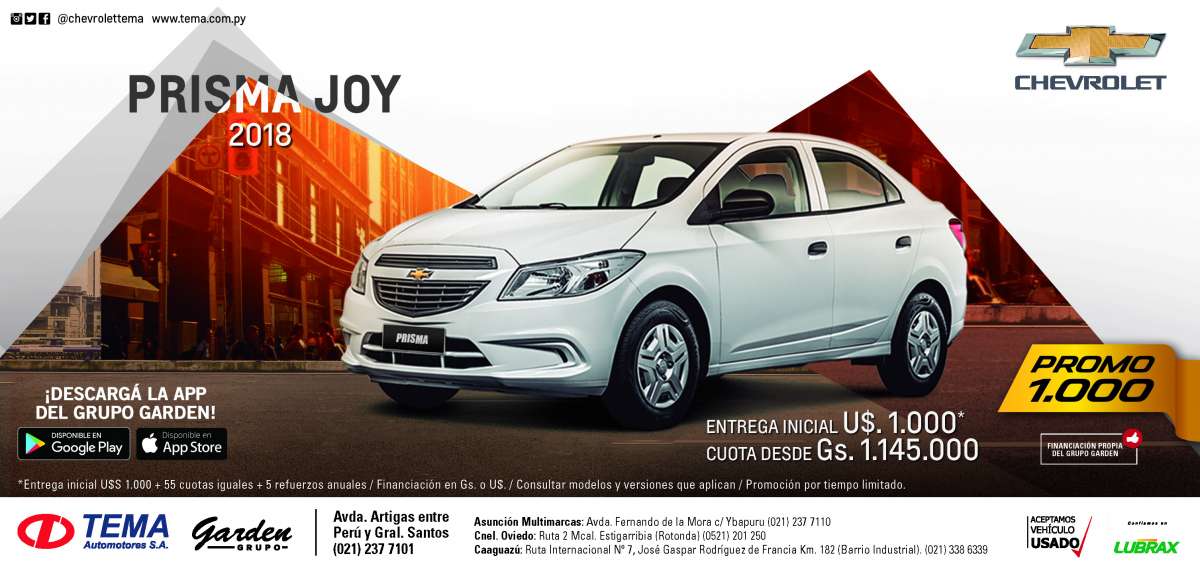 @chevrolettema www.tema.com.py
PRISMA JOY
2018
CHEVROLET
PRISMA
PROMO
1.000
¡DESCARGÁ LA APP
DEL GRUPO GARDEN!
DISPONIBLE EN
Google Play
Disponible en
App Store
ENTREGA INICIAL U$. 1.000*
CUOTA DESDE Gs. 1.145.000
FINANCIACIÓN PROPIA
DEL GRUPO GARDEN
*Entrega inicial U$S 1.000 + 55 cuotas iguales + 5 refuerzos anuales / Financiación en Gs. o U$. / Consultar modelos y versiones que aplican / Promoción por tiempo limitado.
TEMA
Automotores S.A.
Garden
GRUPO
Avda. Artigas entre
Perú y Gral. Santos
(021) 237 7101
Asunción Multimarcas: Avda. Fernando de la Mora c/ Ybapuru (021) 237 7110
Cnel. Oviedo: Ruta 2 Mcal. Estigarribia (Rotonda) (0521) 201 250
Caaguazú: Ruta Internacional Nº 7, José Gaspar Rodríguez de Francia Km. 182 (Barrio Industrial). (021) 338 6339
ACEPTAMOS
VEHÍCULO
USADO
Confiamos en
LUBRAX